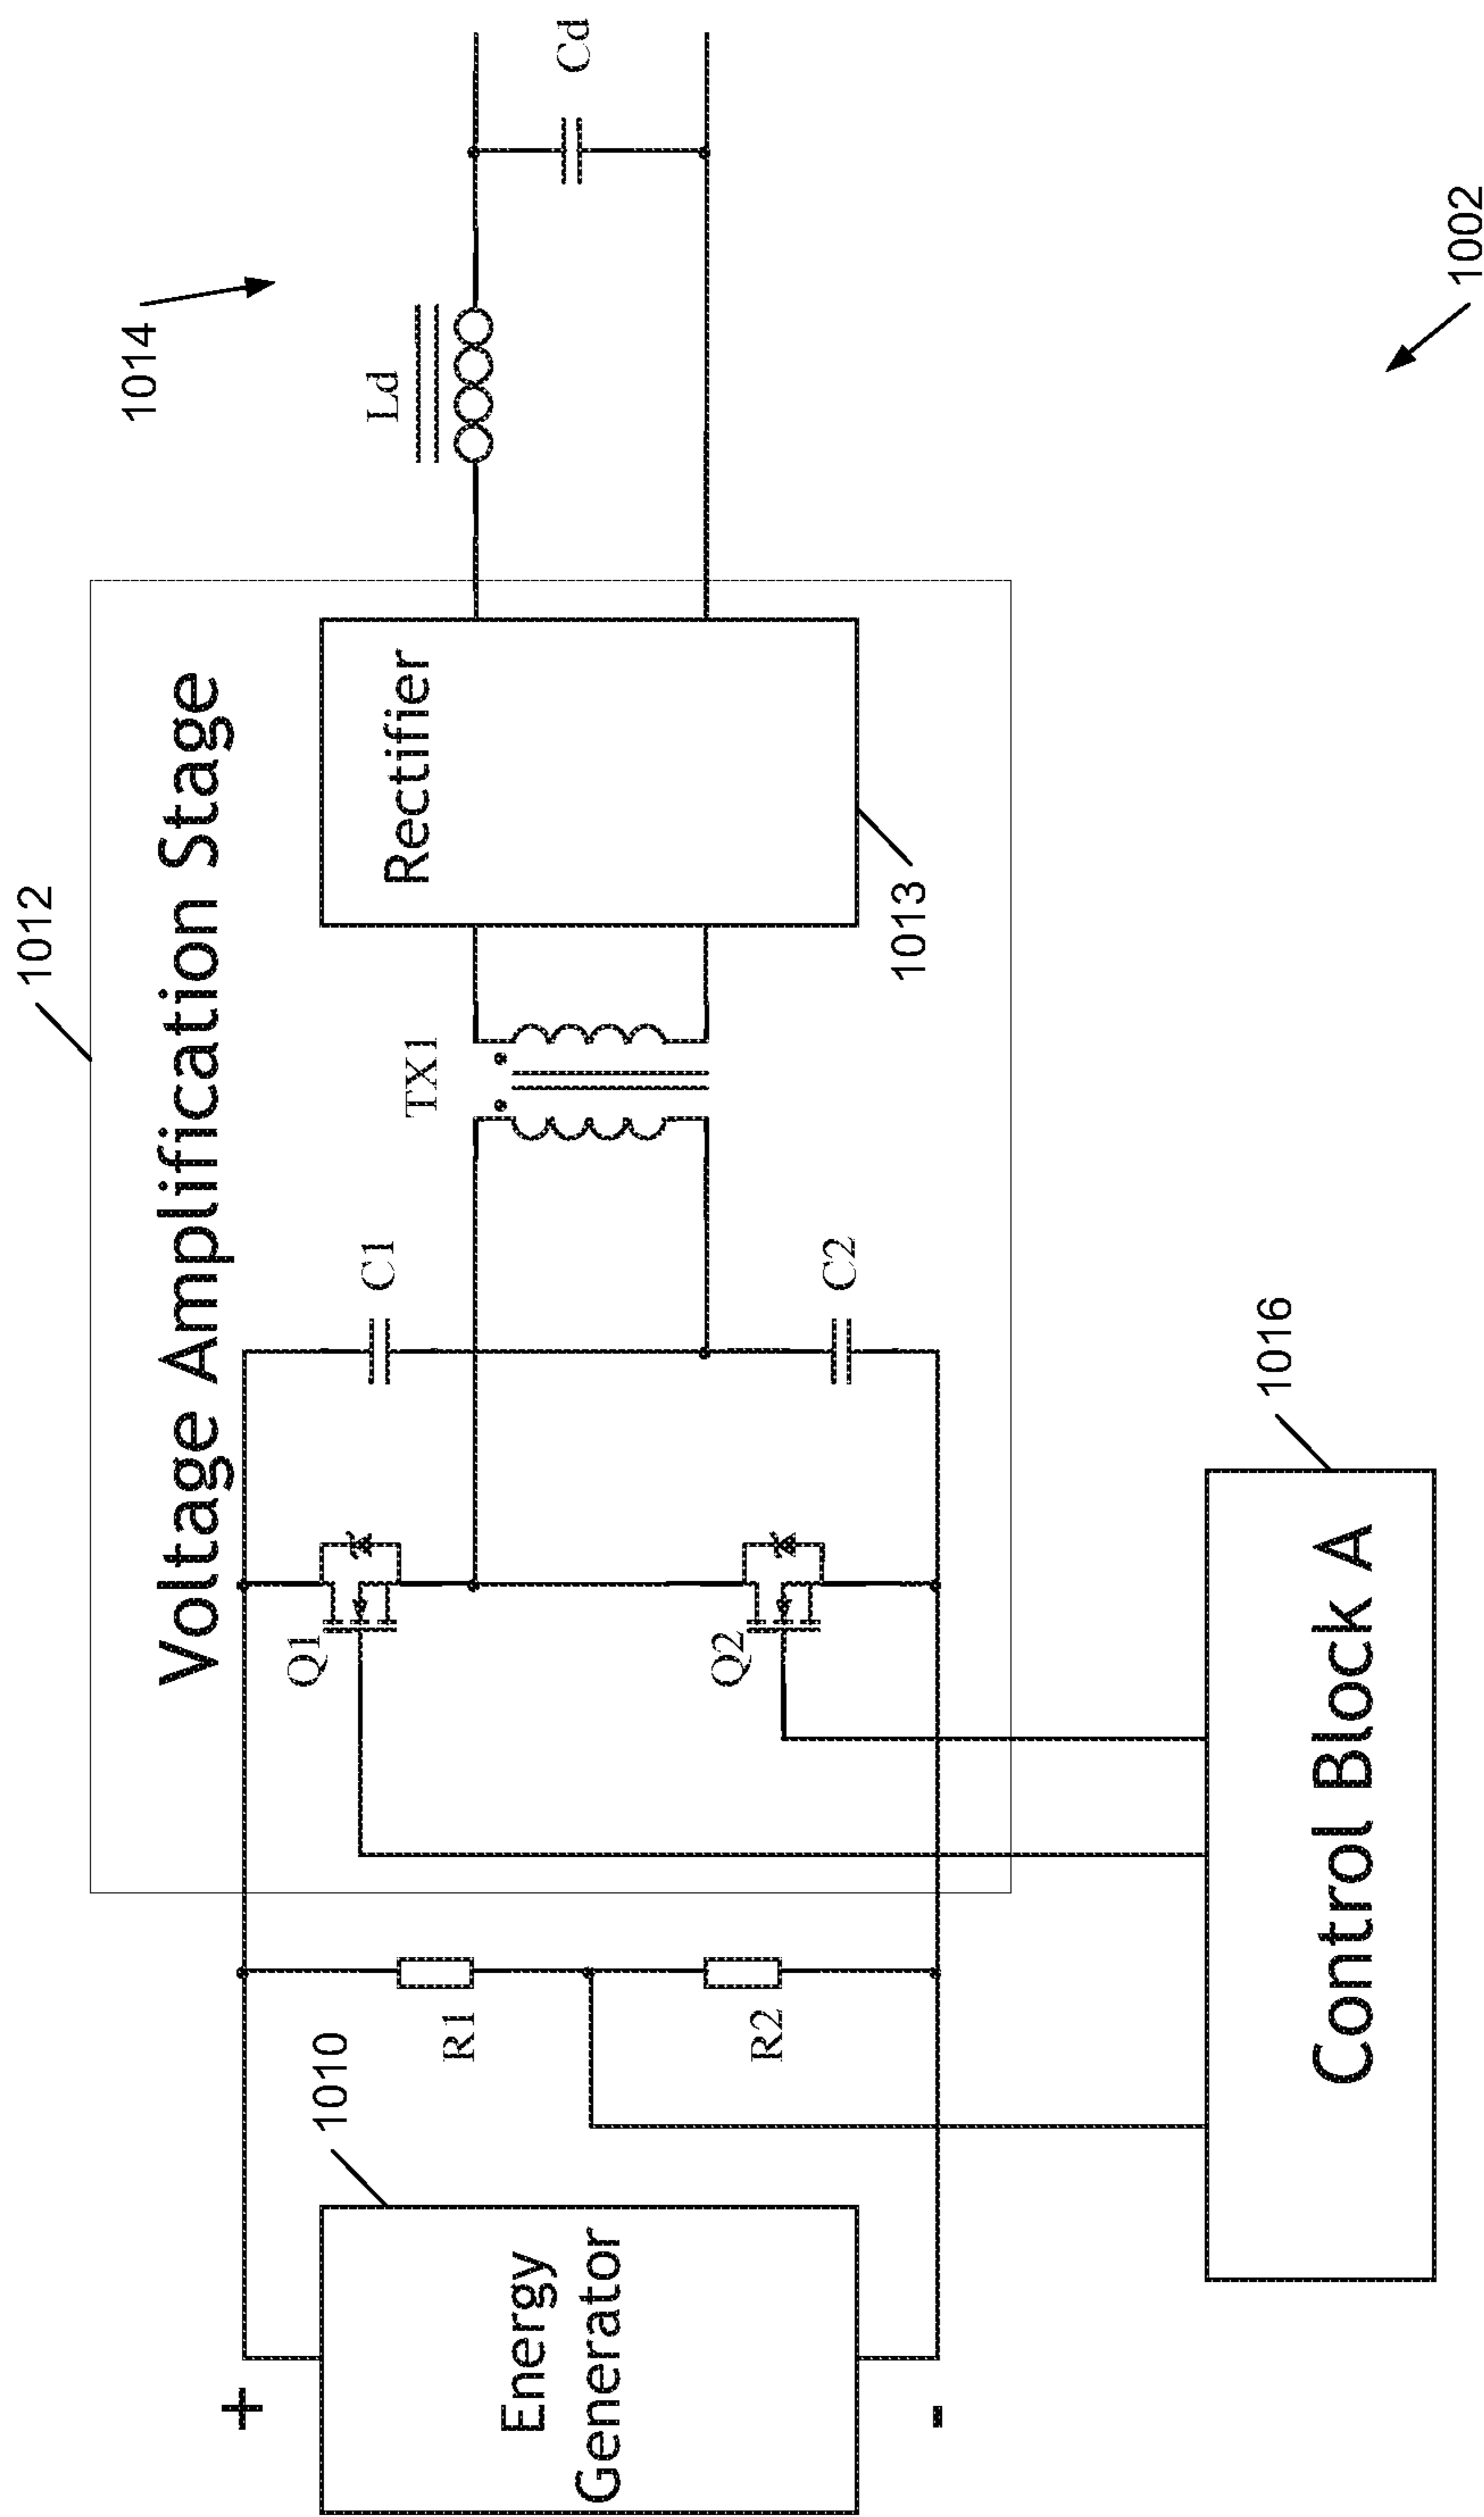 1012
1014
Voltage Amplification Stage
Ld
Cd
+
Energy
Generator
-
1010
R1
R2
Q1
Q2
C1
C2
TX1
Rectifier
1013
Control Block A
1016
1002